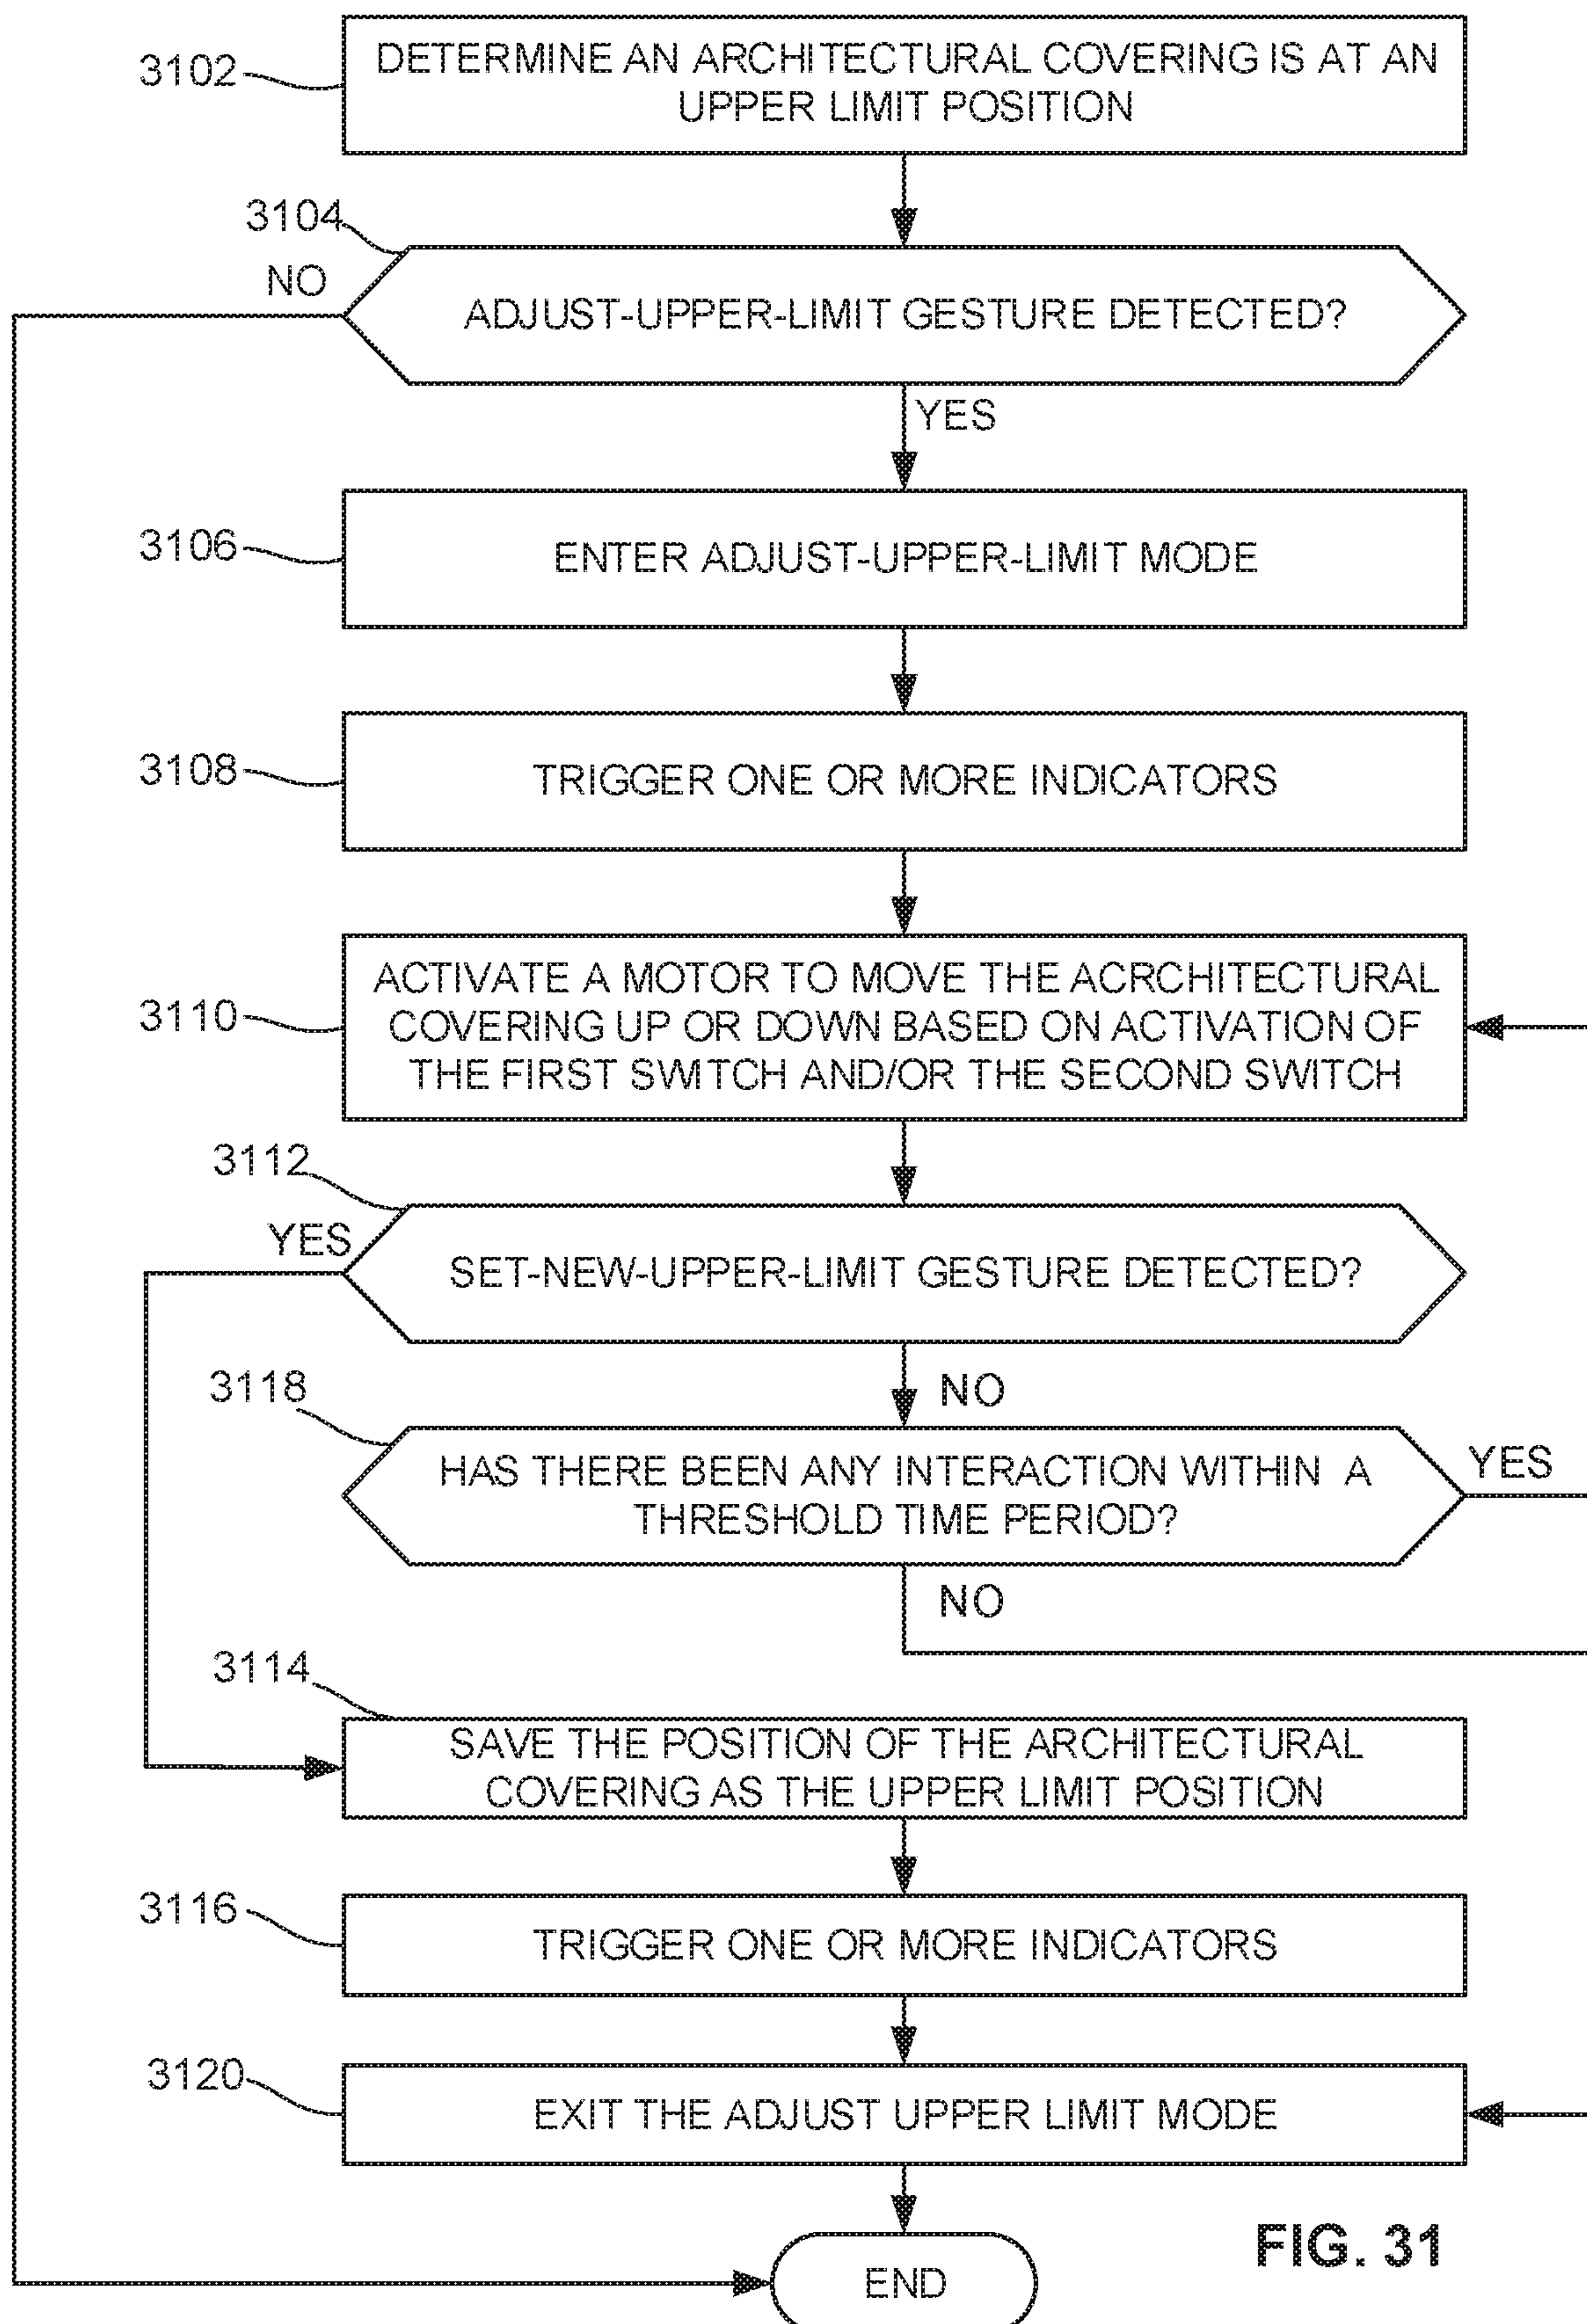 3102
DETERMINE AN ARCHITECTURAL COVERING IS AT AN
UPPER LIMIT POSITION
3104
NO
ADJUST-UPPER-LIMIT GESTURE DETECTED?
YES
3106
ENTER ADJUST-UPPER-LIMIT MODE
3108
TRIGGER ONE OR MORE INDICATORS
3110
ACTIVATE A MOTOR TO MOVE THE ACRCHITECTURAL
COVERING UP OR DOWN BASED ON ACTIVATION OF
THE FIRST SWITCH AND/OR THE SECOND SWITCH
3112
YES
SET-NEW-UPPER-LIMIT GESTURE DETECTED?
NO
3118
HAS THERE BEEN ANY INTERACTION WITHIN A
THRESHOLD TIME PERIOD?
YES
NO
3114
SAVE THE POSITION OF THE ARCHITECTURAL
COVERING AS THE UPPER LIMIT POSITION
3116
TRIGGER ONE OR MORE INDICATORS
3120
EXIT THE ADJUST UPPER LIMIT MODE
END
FIG. 31